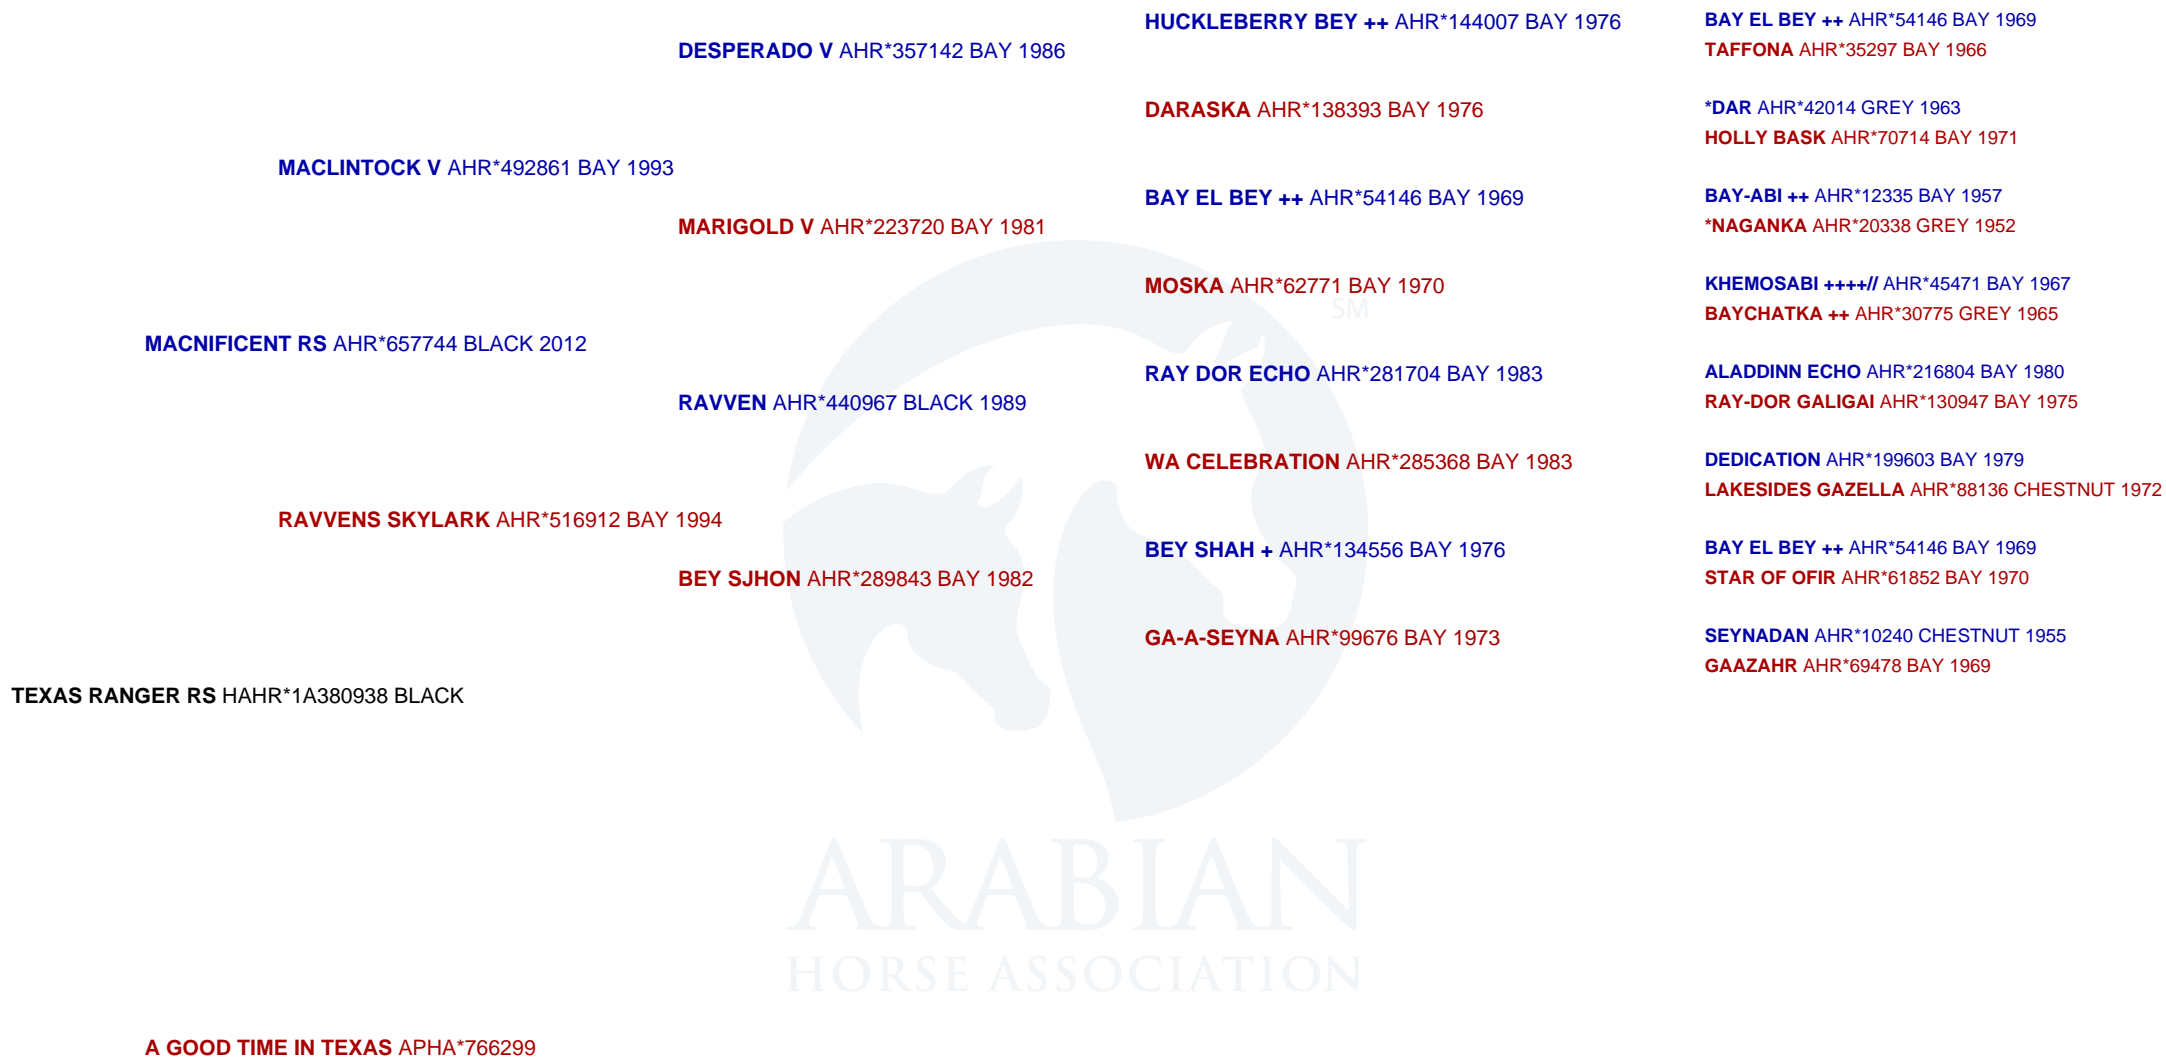 HUCKLEBERRY BEY ++ AHR*144007 BAY 1976
BAY EL BEY ++ AHR*54146 BAY 1969
DESPERADO V AHR*357142 BAY 1986
TAFFONA AHR*35297 BAY 1966
DARASKA AHR*138393 BAY 1976
*DAR AHR*42014 GREY 1963
HOLLY BASK AHR*70714 BAY 1971
MACLINTOCK V AHR*492861 BAY 1993
BAY EL BEY ++ AHR*54146 BAY 1969
BAY-ABI ++ AHR*12335 BAY 1957
MARIGOLD V AHR*223720 BAY 1981
*NAGANKA AHR*20338 GREY 1952
MOSKA AHR*62771 BAY 1970
KHEMOSABI ++++// AHR*45471 BAY 1967
SM
BAYCHATKA ++ AHR*30775 GREY 1965
MACNIFICENT RS AHR*657744 BLACK 2012
RAY DOR ECHO AHR*281704 BAY 1983
ALADDINN ECHO AHR*216804 BAY 1980
RAVVEN AHR*440967 BLACK 1989
RAY-DOR GALIGAI AHR*130947 BAY 1975
WA CELEBRATION AHR*285368 BAY 1983
DEDICATION AHR*199603 BAY 1979
LAKESIDES GAZELLA AHR*88136 CHESTNUT 1972
RAVVENS SKYLARK AHR*516912 BAY 1994
BEY SHAH + AHR*134556 BAY 1976
BAY EL BEY ++ AHR*54146 BAY 1969
BEY SJHON AHR*289843 BAY 1982
STAR OF OFIR AHR*61852 BAY 1970
GA-A-SEYNA AHR*99676 BAY 1973
SEYNADAN AHR*10240 CHESTNUT 1955
GAAZAHR AHR*69478 BAY 1969
TEXAS RANGER RS HAHR*1A380938 BLACK
ARABIAN
HORSE ASSOCIATION
A GOOD TIME IN TEXAS APHA*766299